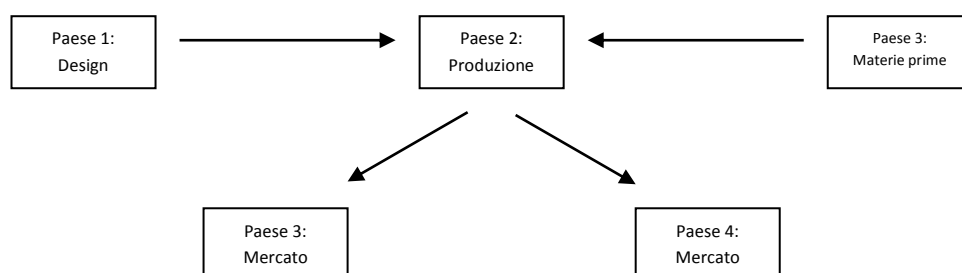 Paese 1:
Design
Paese 2:
Produzione
Paese 3:
Materie prime
Paese 3:
Mercato
Paese 4:
Mercato